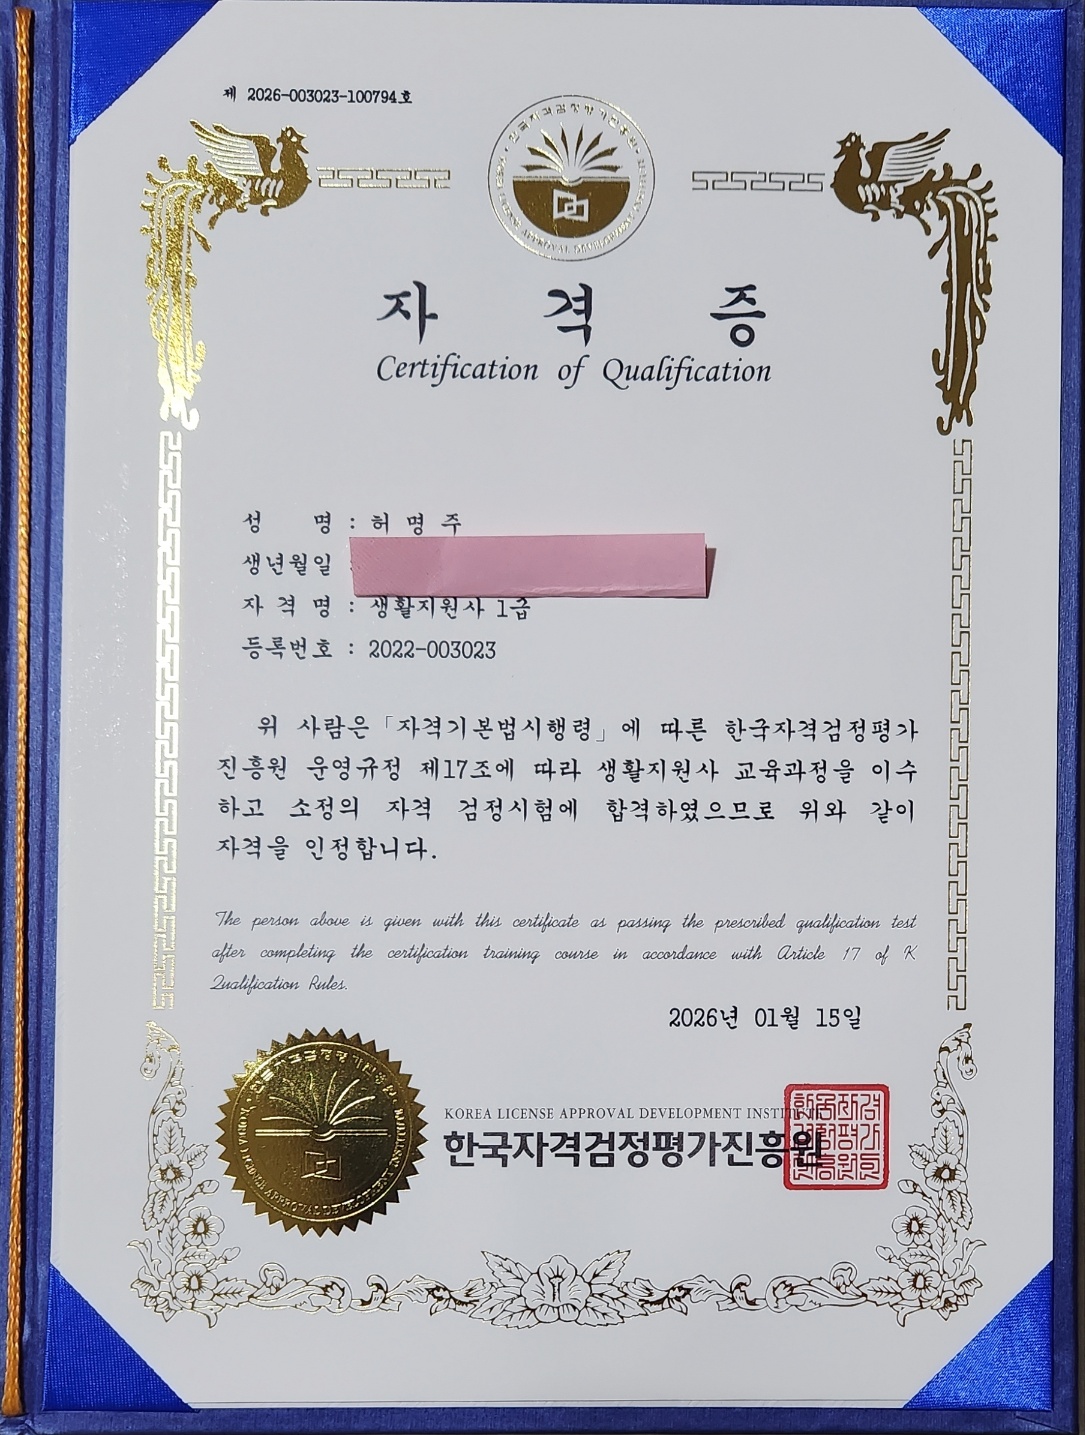 제 2026-003023-100794호
자 격 증
Certification of Qualification
성 명 : 허 명 주
생년월일
자 격 명 : 생활지원사 1급
등록번호 : 2022-003023
위 사람은 「자격기본법시행령」에 따른 한국자격검정평가
진흥원 운영규정 제17조에 따라 생활지원사 교육과정을 이수
하고 소정의 자격 검정시험에 합격하였으므로 위와 같이
자격을 인정합니다.
The person above is given with this certificate as passing the prescribed qualification test
after completing the certification training course in accordance with Article 17 of K
Qualification Rules.
2026년 01월 15일
KOREA LICENSE APPROVAL DEVELOPMENT INSTITUTE
한국자격검정평가진흥원